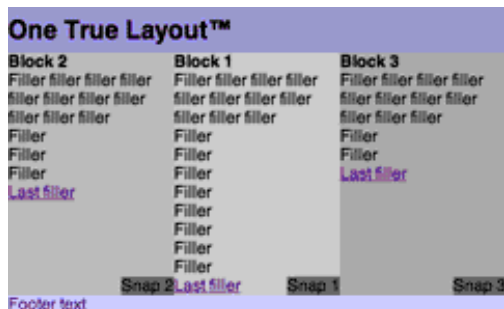 One True Layout™
Block 2
Filler filler filler filler
filler filler filler filler
filler filler filler
Filler
Filler
Filler
Last filler
Snap 2
Block 1
Filler filler filler filler
filler filler filler filler
filler filler filler
Filler
Filler
Filler
Filler
Filler
Filler
Filler
Filler
Last filler
Snap 1
Block 3
Filler filler filler filler
filler filler filler filler
filler filler filler
Filler
Filler
Last filler
Snap 3
Footer text